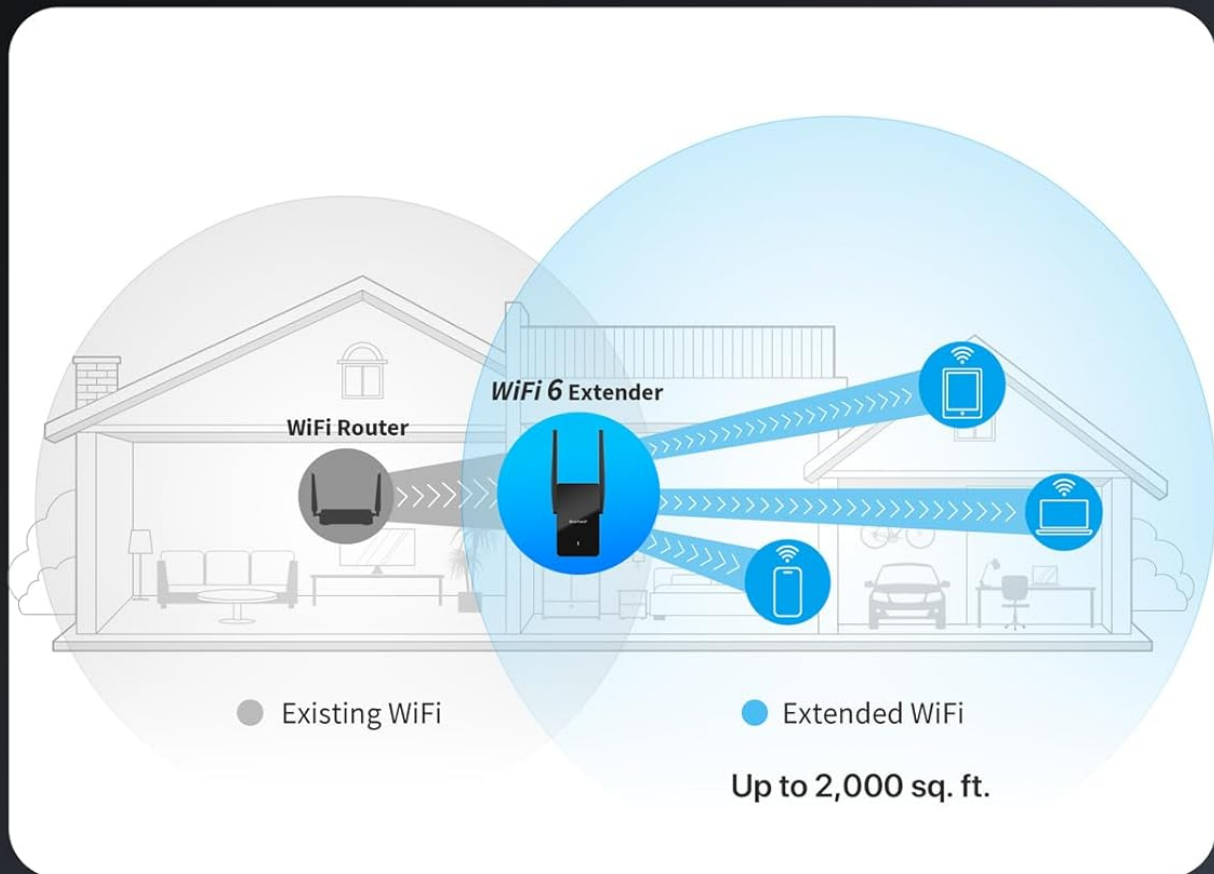 WiFi 6 Extender
WiFi Router
Existing WiFi
Extended WiFi
Up to 2,000 sq. ft.